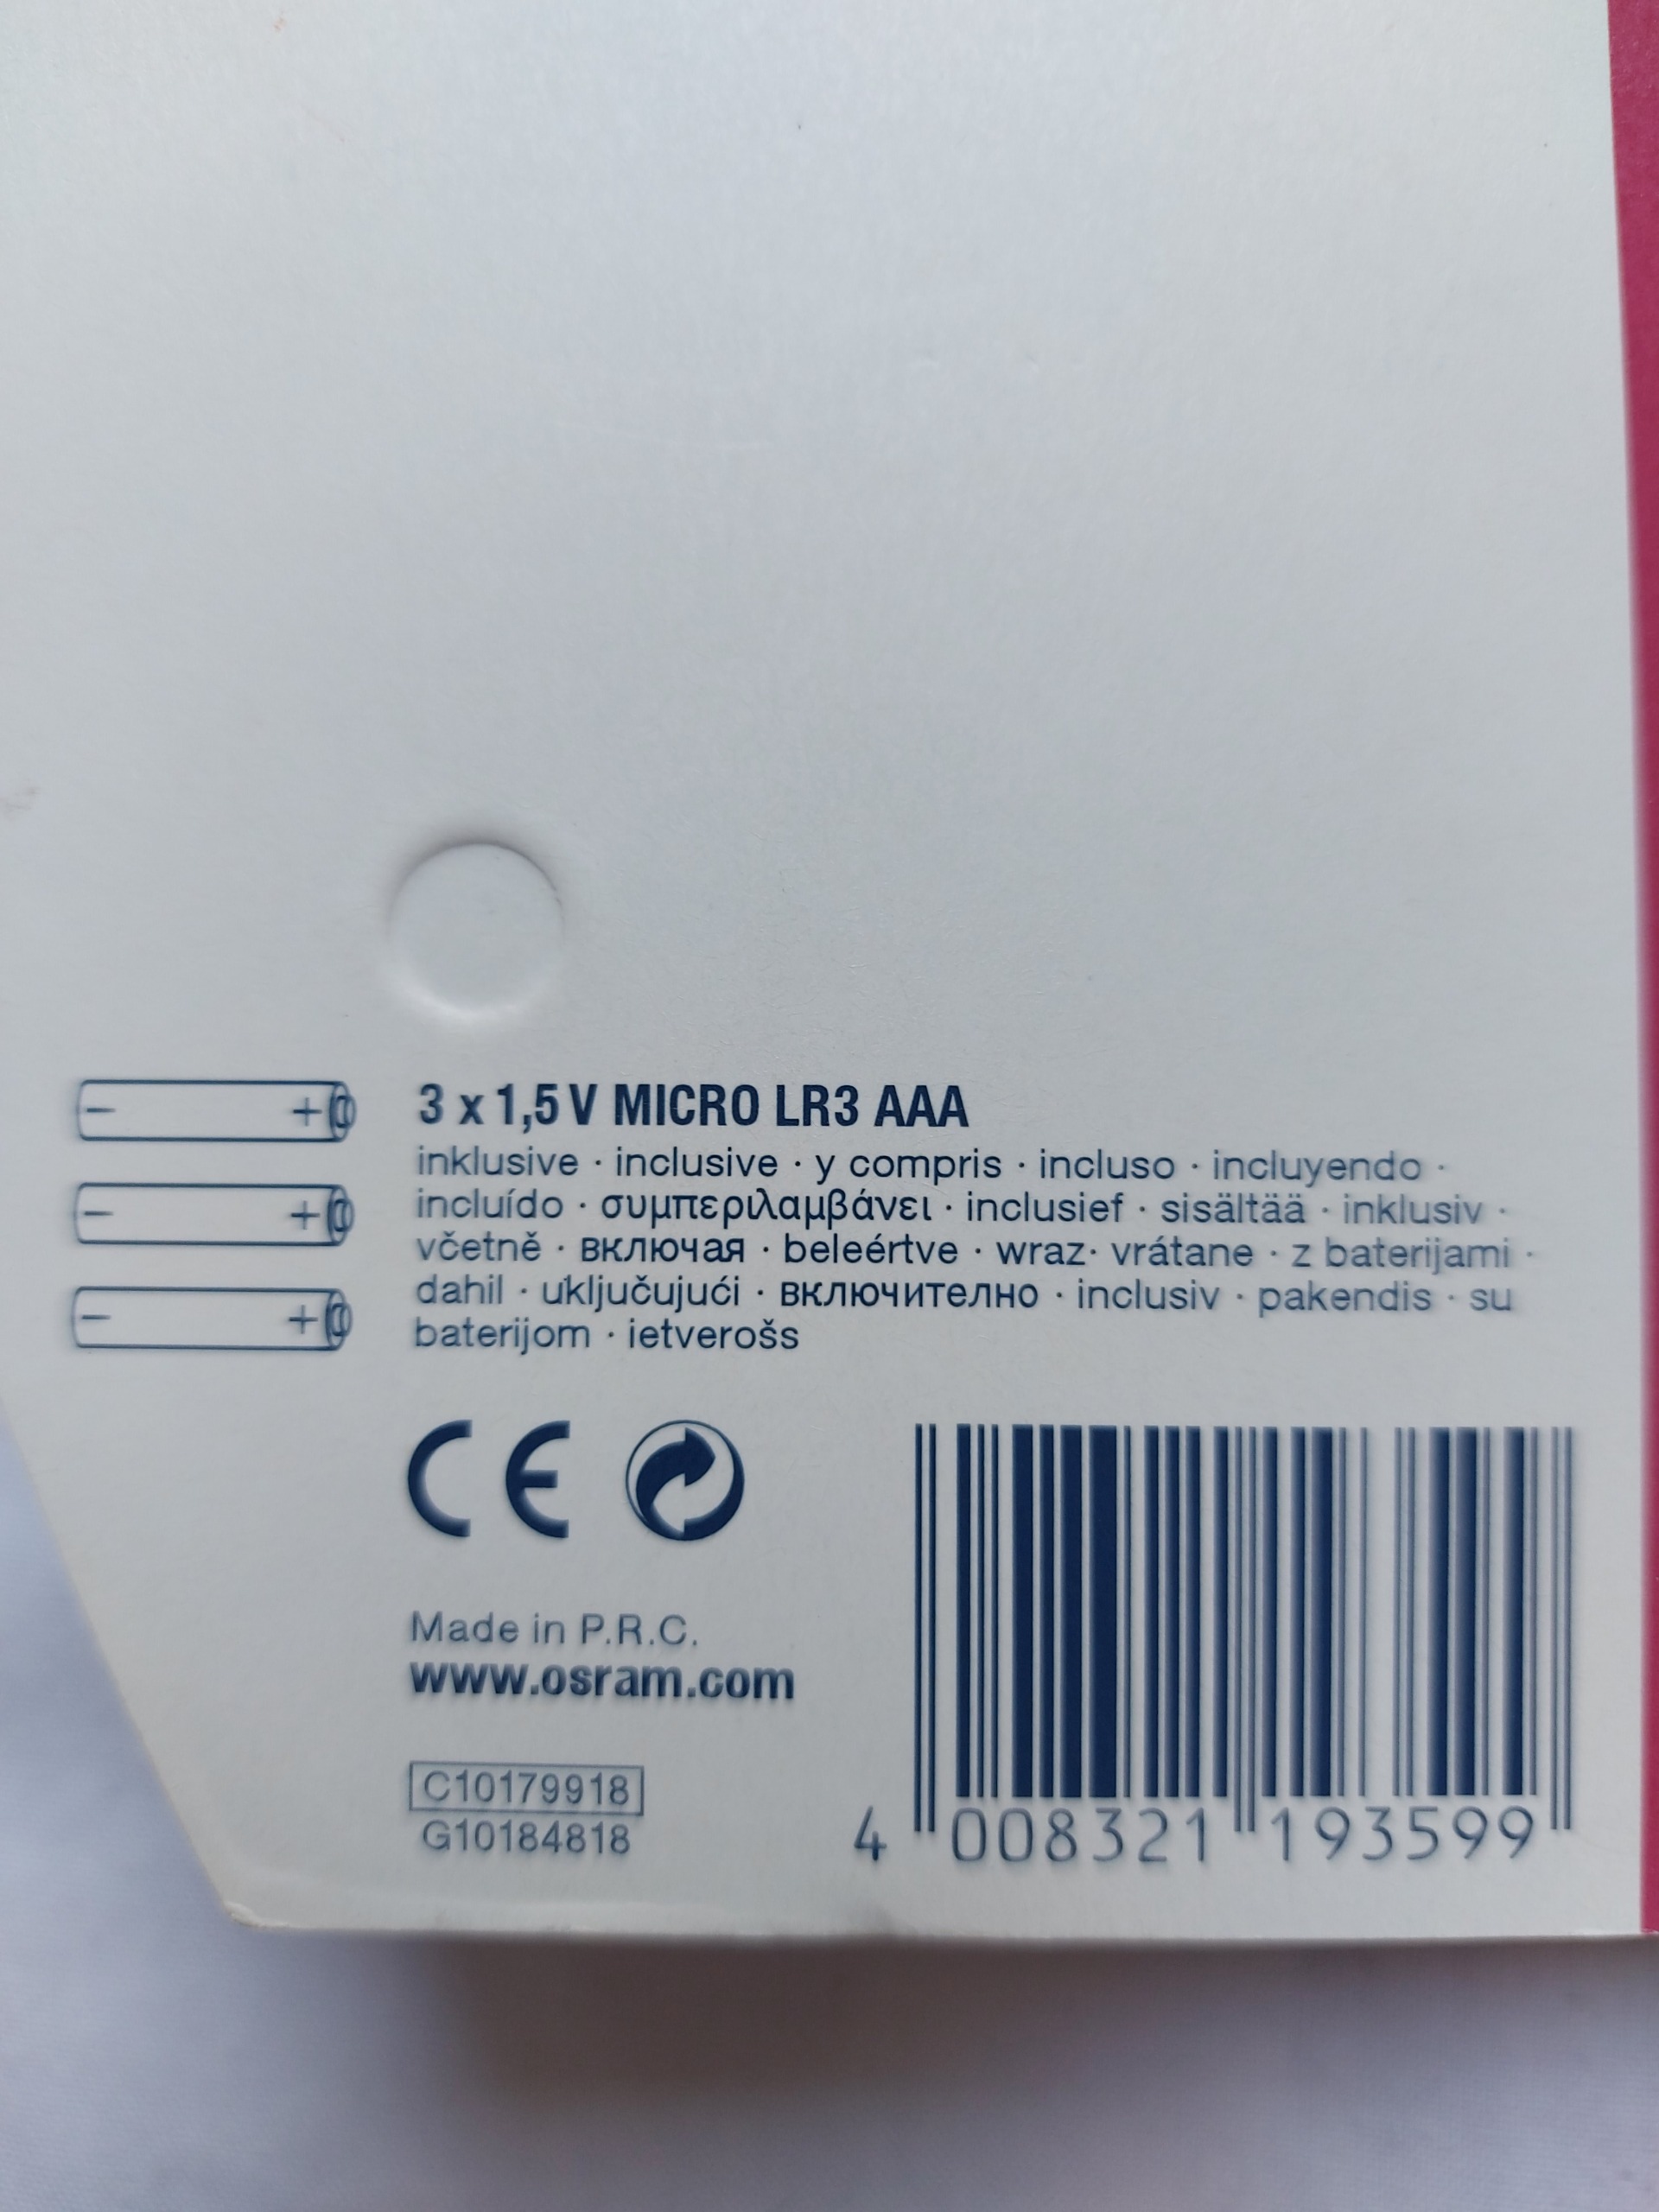 3 x 1,5 V MICRO LR3 AAA
inklusive · inclusive · y compris · incluso · incluyendo ·
incluído · συμπεριλαμβάνει · inclusief · sisältää · inklusiv ·
včetně · включая · beleértve · wraz· vrátane · z baterijami ·
dahil · uključujući · включително · inclusiv · pakendis · su
baterijom · ietverošs
CE
Made in P.R.C.
www.osram.com
C10179918
G10184818
4 008321 193599